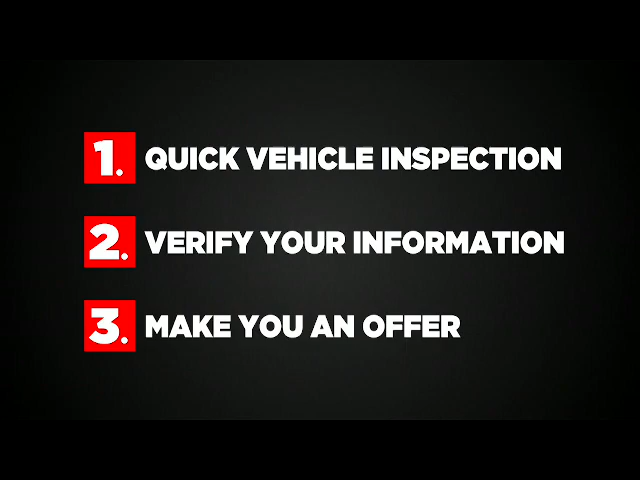 1. QUICK VEHICLE INSPECTION
2. VERIFY YOUR INFORMATION
3. MAKE YOU AN OFFER